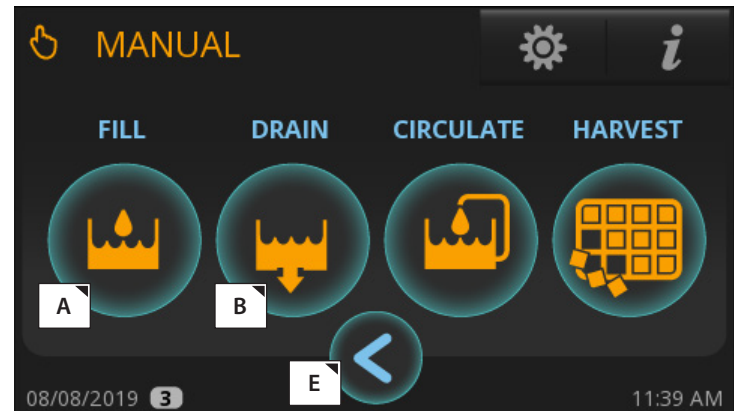 MANUAL i
FILL DRAIN CIRCULATE HARVEST
A B
E
08/08/2019 3 11:39 AM